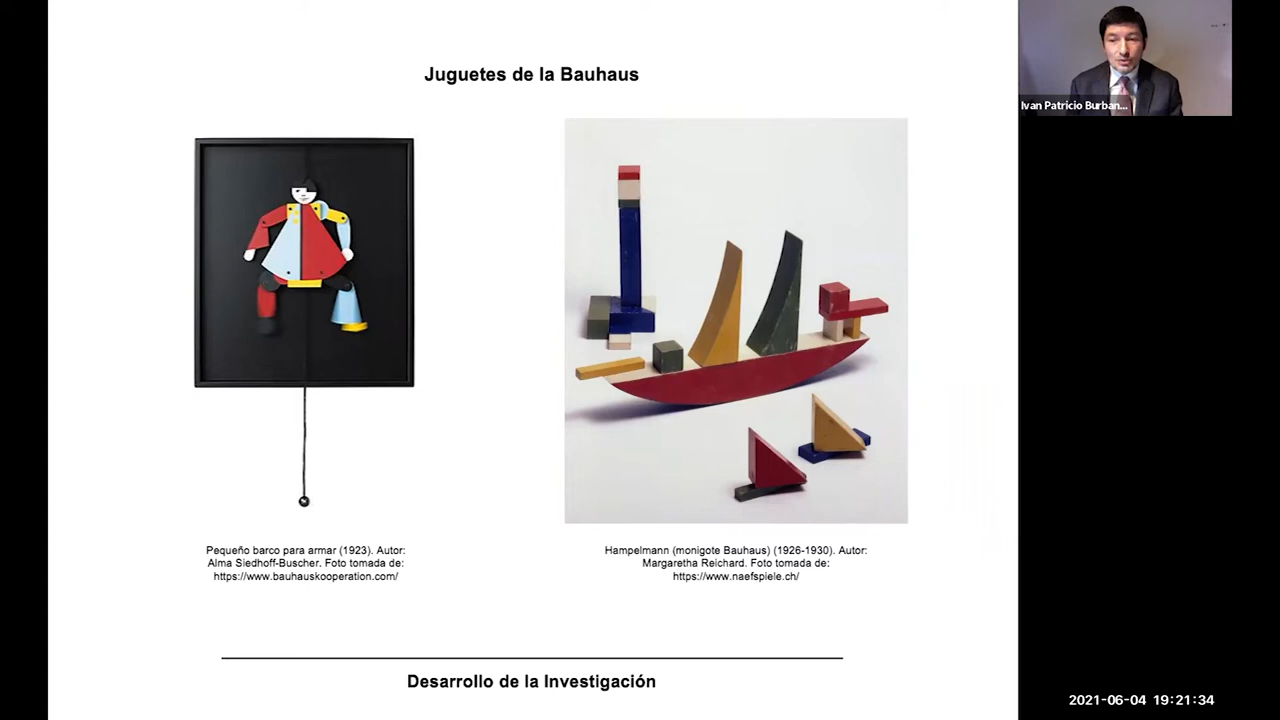 Juguetes de la Bauhaus
Ivan Patricio Burban...
Pequeño barco para armar (1923). Autor:
Alma Siedhoff-Buscher. Foto tomada de:
https://www.bauhauskooperation.com/
Hampelmann (monigote Bauhaus) (1926-1930). Autor:
Margaretha Reichard. Foto tomada de:
https://www.naefspiele.ch/
Desarrollo de la Investigación
2021-06-04 19:21:34